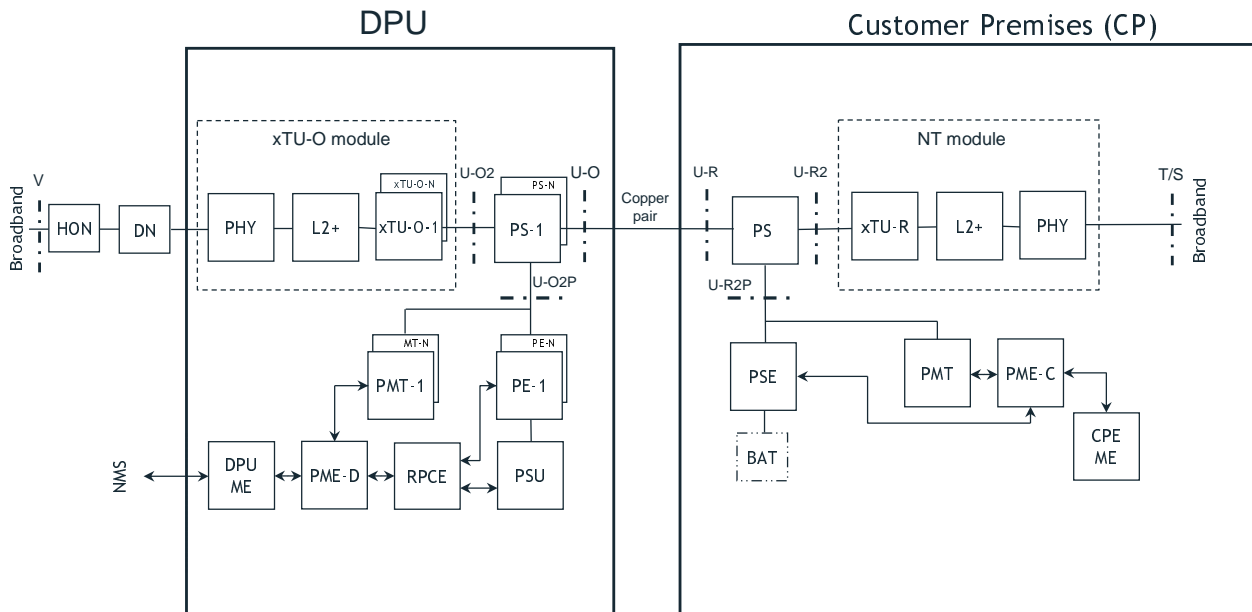 DPU
Customer Premises (CP)
xTU-O module
NT module
V
U-O2
U-O
U-R
U-R2
T/S
Copper
pair
Broadband
HON
DN
PHY
L2+
xTU-O-N
xTU-O-1
PS-N
PS-1
PS
xTU-R
L2+
PHY
Broadband
U-O2P
U-R2P
MT-N
PMT-1
PE-N
PE-1
PSE
PMT
PME-C
NMS
DPU
ME
PME-D
RPCE
PSU
BAT
CPE
ME